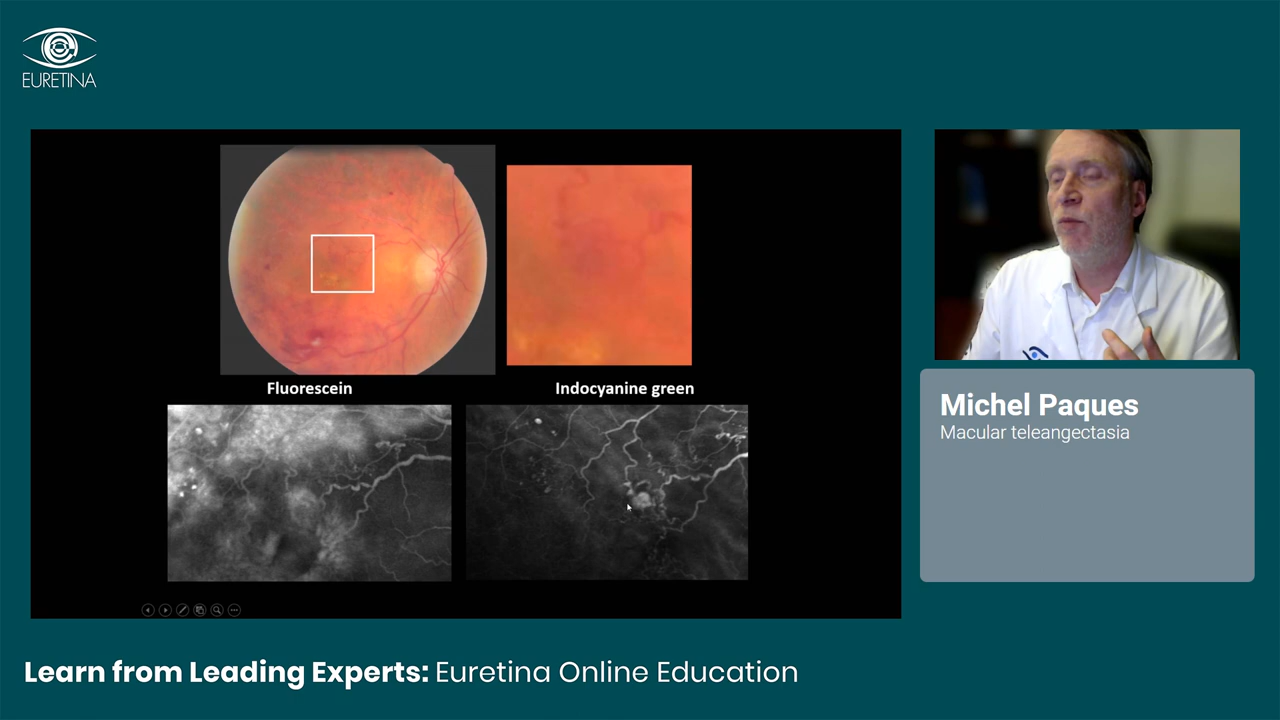 EURETINA
Fluorescein
Indocyanine green
Michel Paques
Macular teleangectasia
Learn from Leading Experts: Euretina Online Education